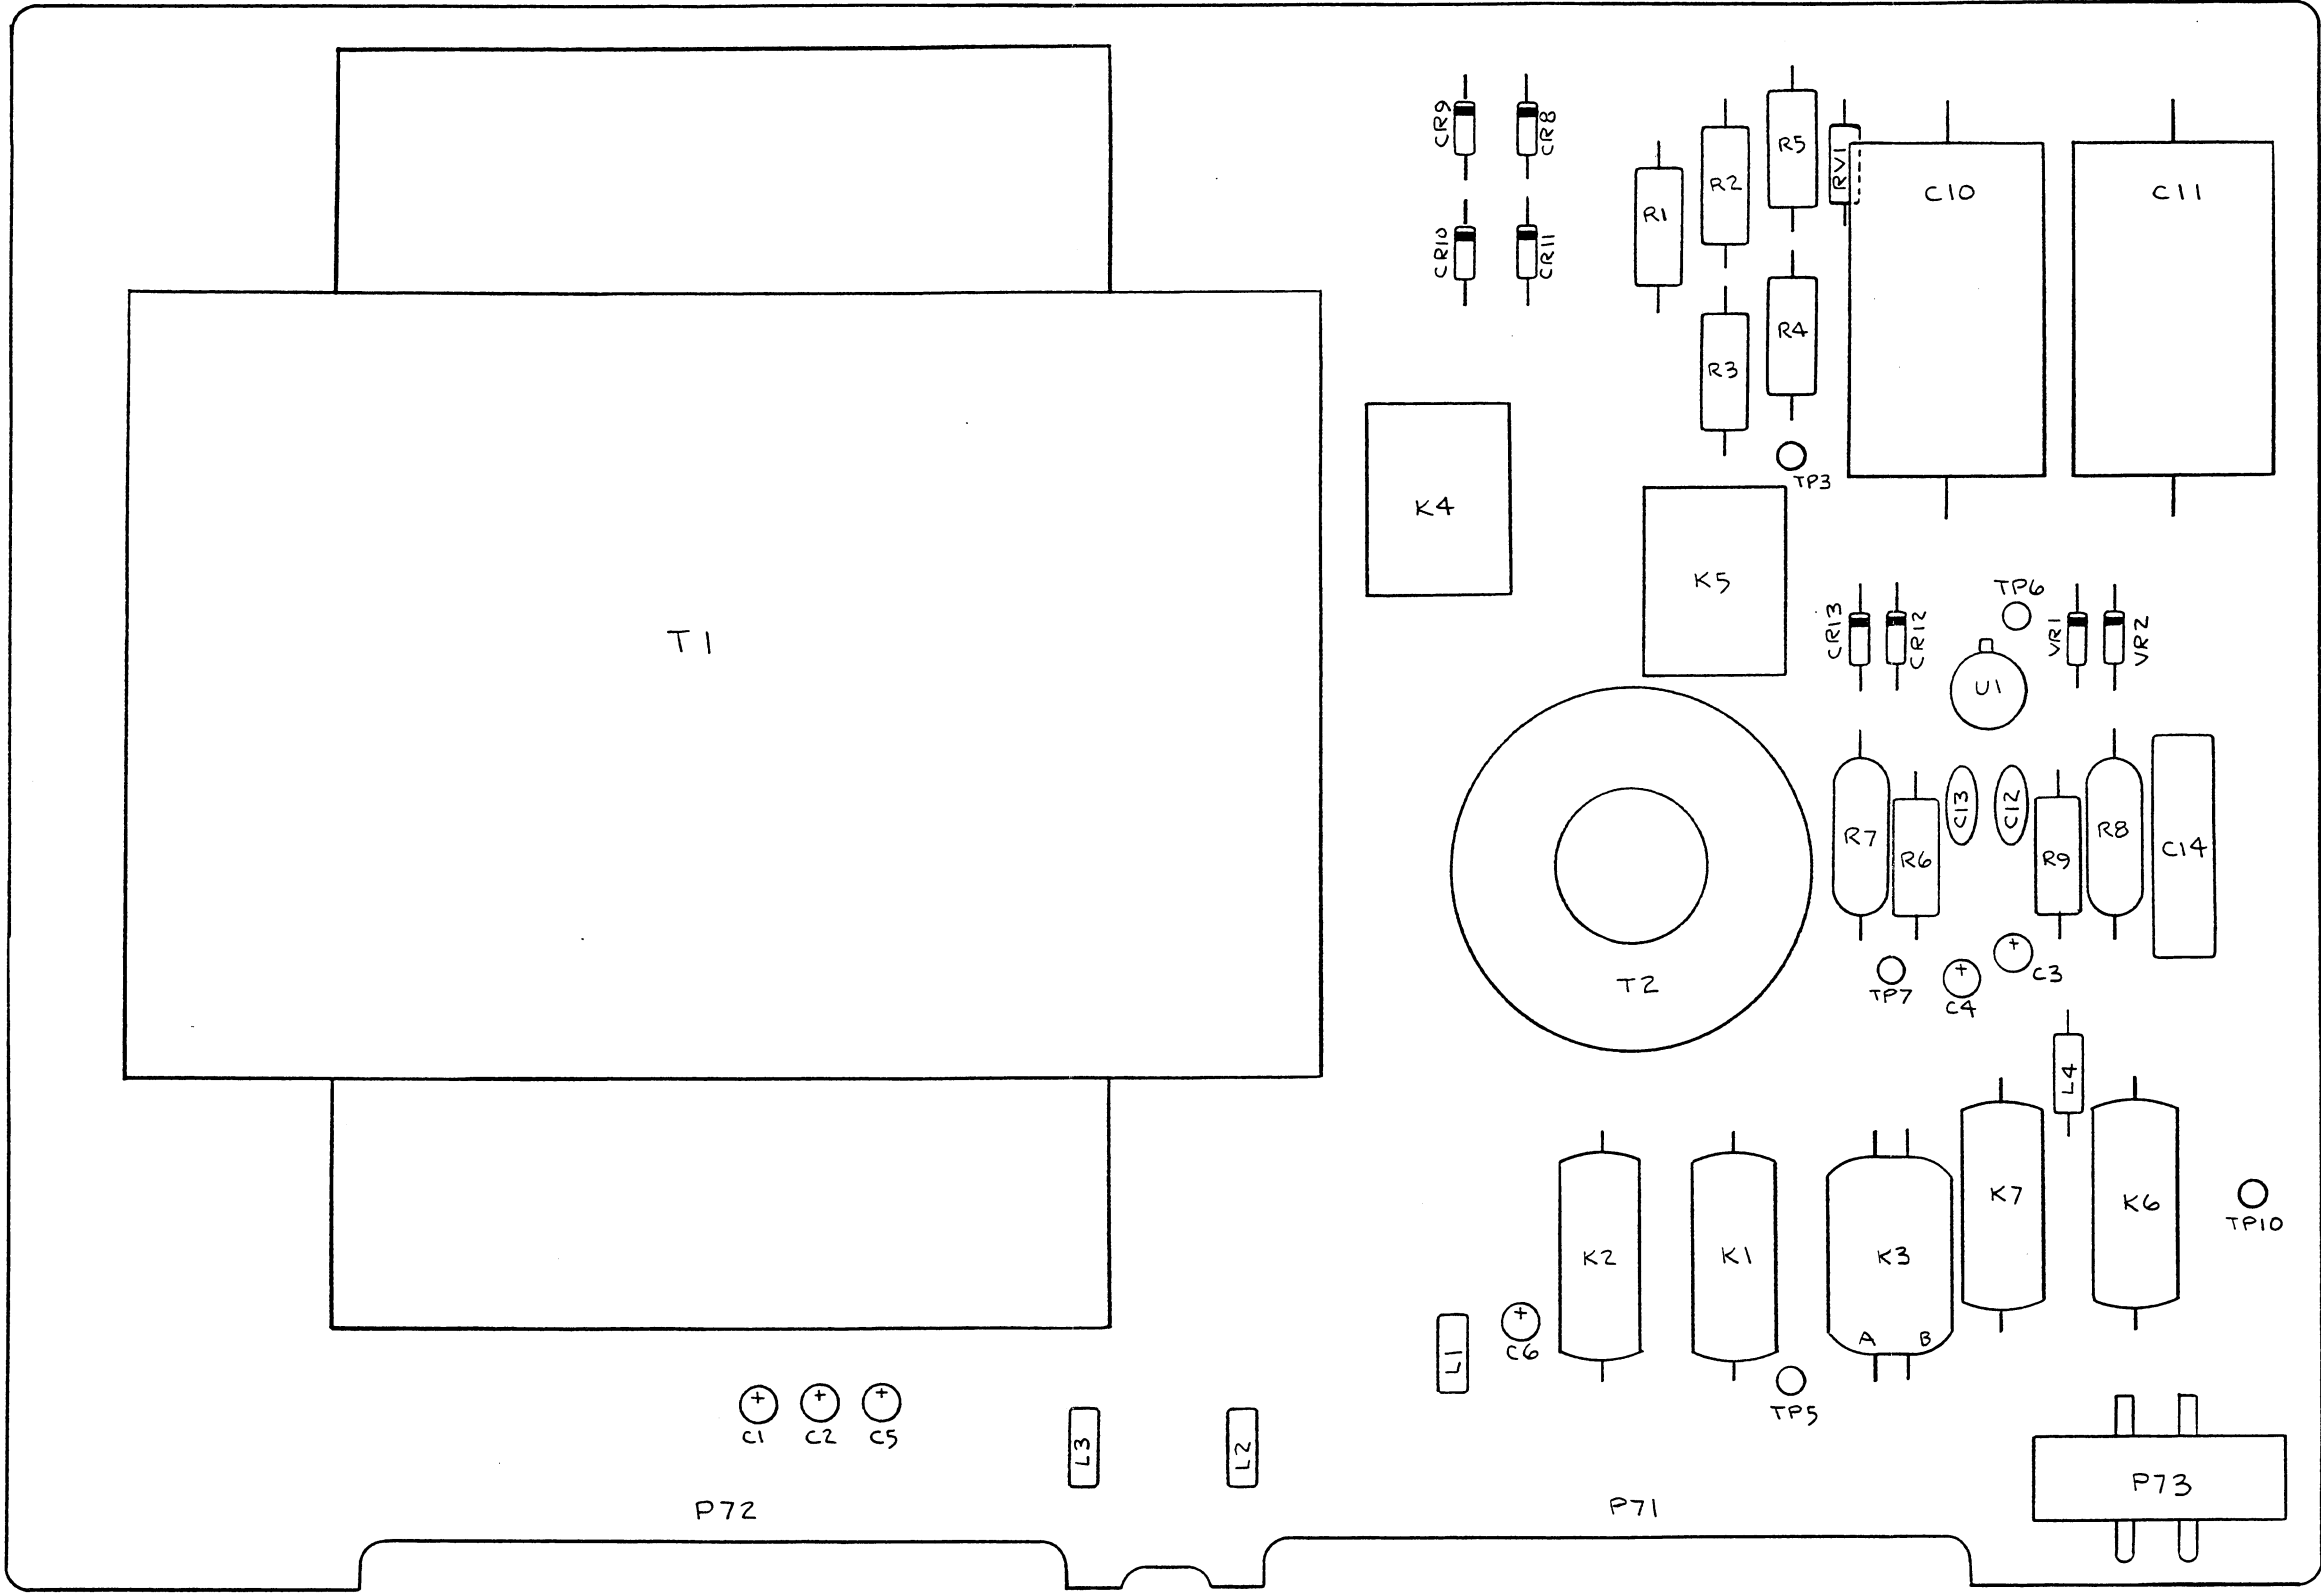 CR9
CR8
R5
R2
RV1
R1
C10
C11
CR10
CR11
R4
R3
TP3
K4
K5
TP6
CR13
CR12
VR1
VR2
T1
U1
C13
C12
R7
R6
R9
R8
C14
T2
TP7
C4
C3
L4
K7
K6
TP10
K2
K1
K3
A
B
+
C6
L1
TP5
+
+
+
C1
C2
C5
L3
L2
P73
P72
P71
+
+